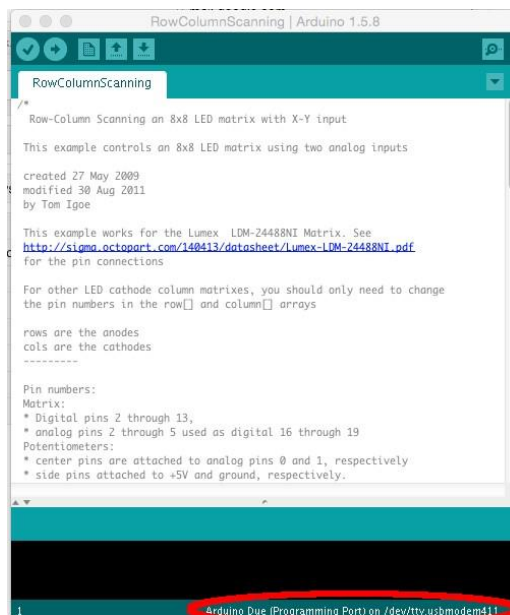 RowColumnScanning | Arduino 1.5.8
RowColumnScanning
/*
Row-Column Scanning an 8x8 LED matrix with X-Y input
This example controls an 8x8 LED matrix using two analog inputs
created 27 May 2009
modified 30 Aug 2011
by Tom Igoe
This example works for the Lumex  LDM-24488NI Matrix. See
http://sigma.octopart.com/140413/datasheet/Lumex-LDM-24488NI.pdf
for the pin connections
For other LED cathode column matrixes, you should only need to change
the pin numbers in the row[] and column[] arrays
rows are the anodes
cols are the cathodes
---------
Pin numbers:
Matrix:
* Digital pins 2 through 13,
* analog pins 2 through 5 used as digital 16 through 19
Potentiometers:
* center pins are attached to analog pins 0 and 1, respectively
* side pins attached to +5V and ground, respectively.
1
Arduino Due (Programming Port) on /dev/tty.usbmodem411